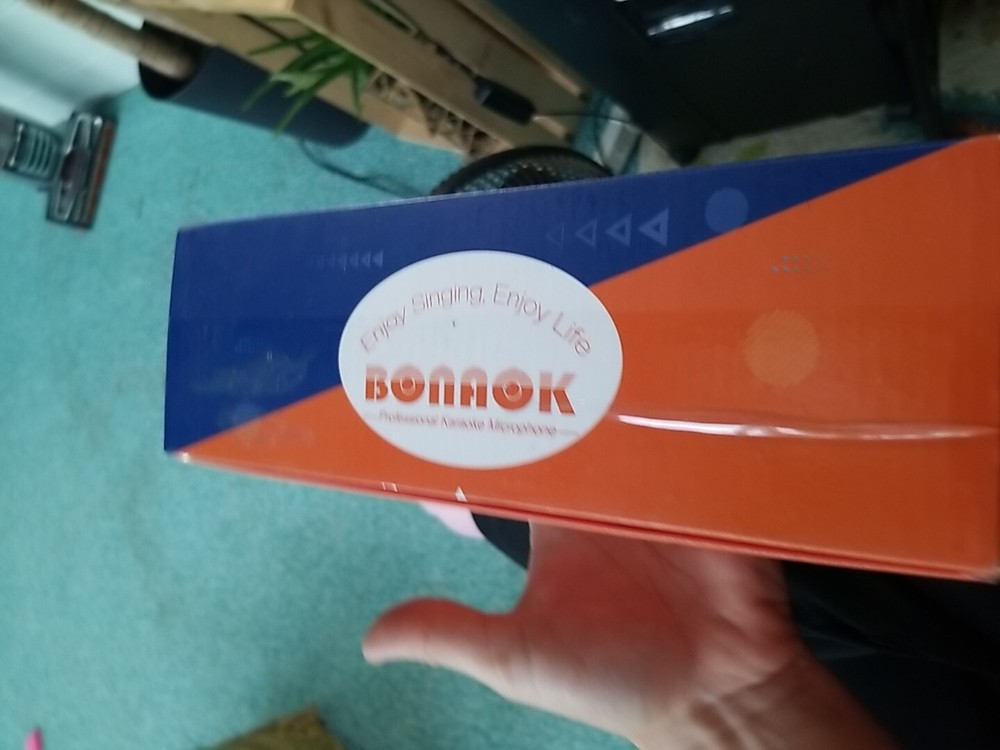 Enjoy Singing, Enjoy Life
BONAOK
Professional Karaoke Microphone